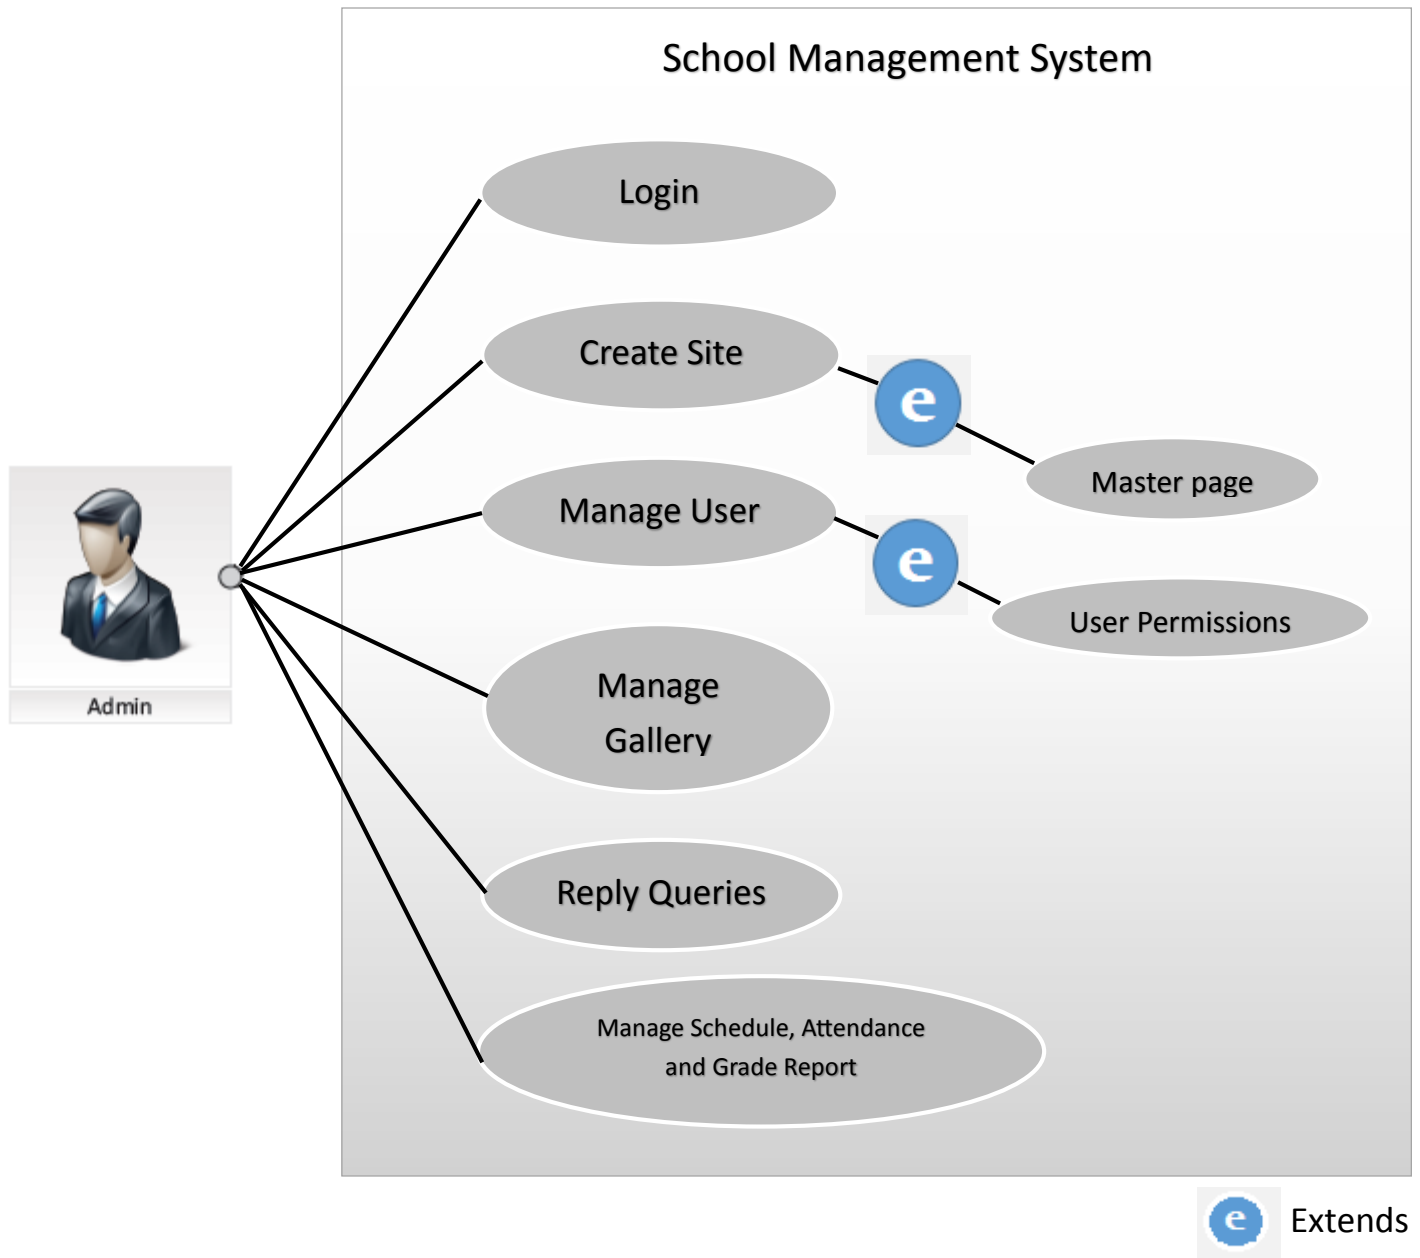 School Management System
Login
Create Site
e
Master page
Manage User
e
User Permissions
Manage
Gallery
Admin
Reply Queries
Manage Schedule, Attendance
and Grade Report
e Extends